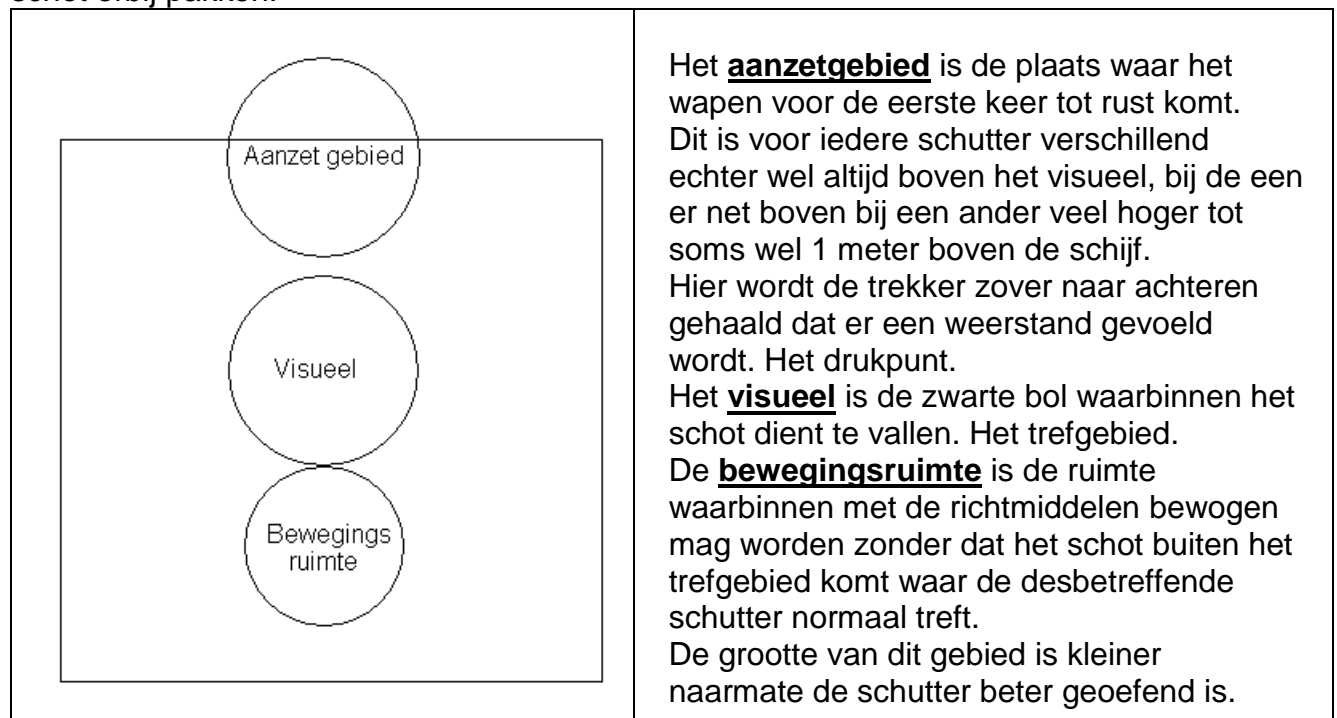 Aanzet gebied
Visueel
Bewegings
ruimte
Het aanzetgebied is de plaats waar het
wapen voor de eerste keer tot rust komt.
Dit is voor iedere schutter verschillend
echter wel altijd boven het visueel, bij de een
er net boven bij een ander veel hoger tot
soms wel 1 meter boven de schijf.
Hier wordt de trekker zover naar achteren
gehaald dat er een weerstand gevoeld
wordt. Het drukpunt.
Het visueel is de zwarte bol waarbinnen het
schot dient te vallen. Het trefgebied.
De bewegingsruimte is de ruimte
waarbinnen met de richtmiddelen bewogen
mag worden zonder dat het schot buiten het
trefgebied komt waar de desbetreffende
schutter normaal treft.
De grootte van dit gebied is kleiner
naarmate de schutter beter geoefend is.